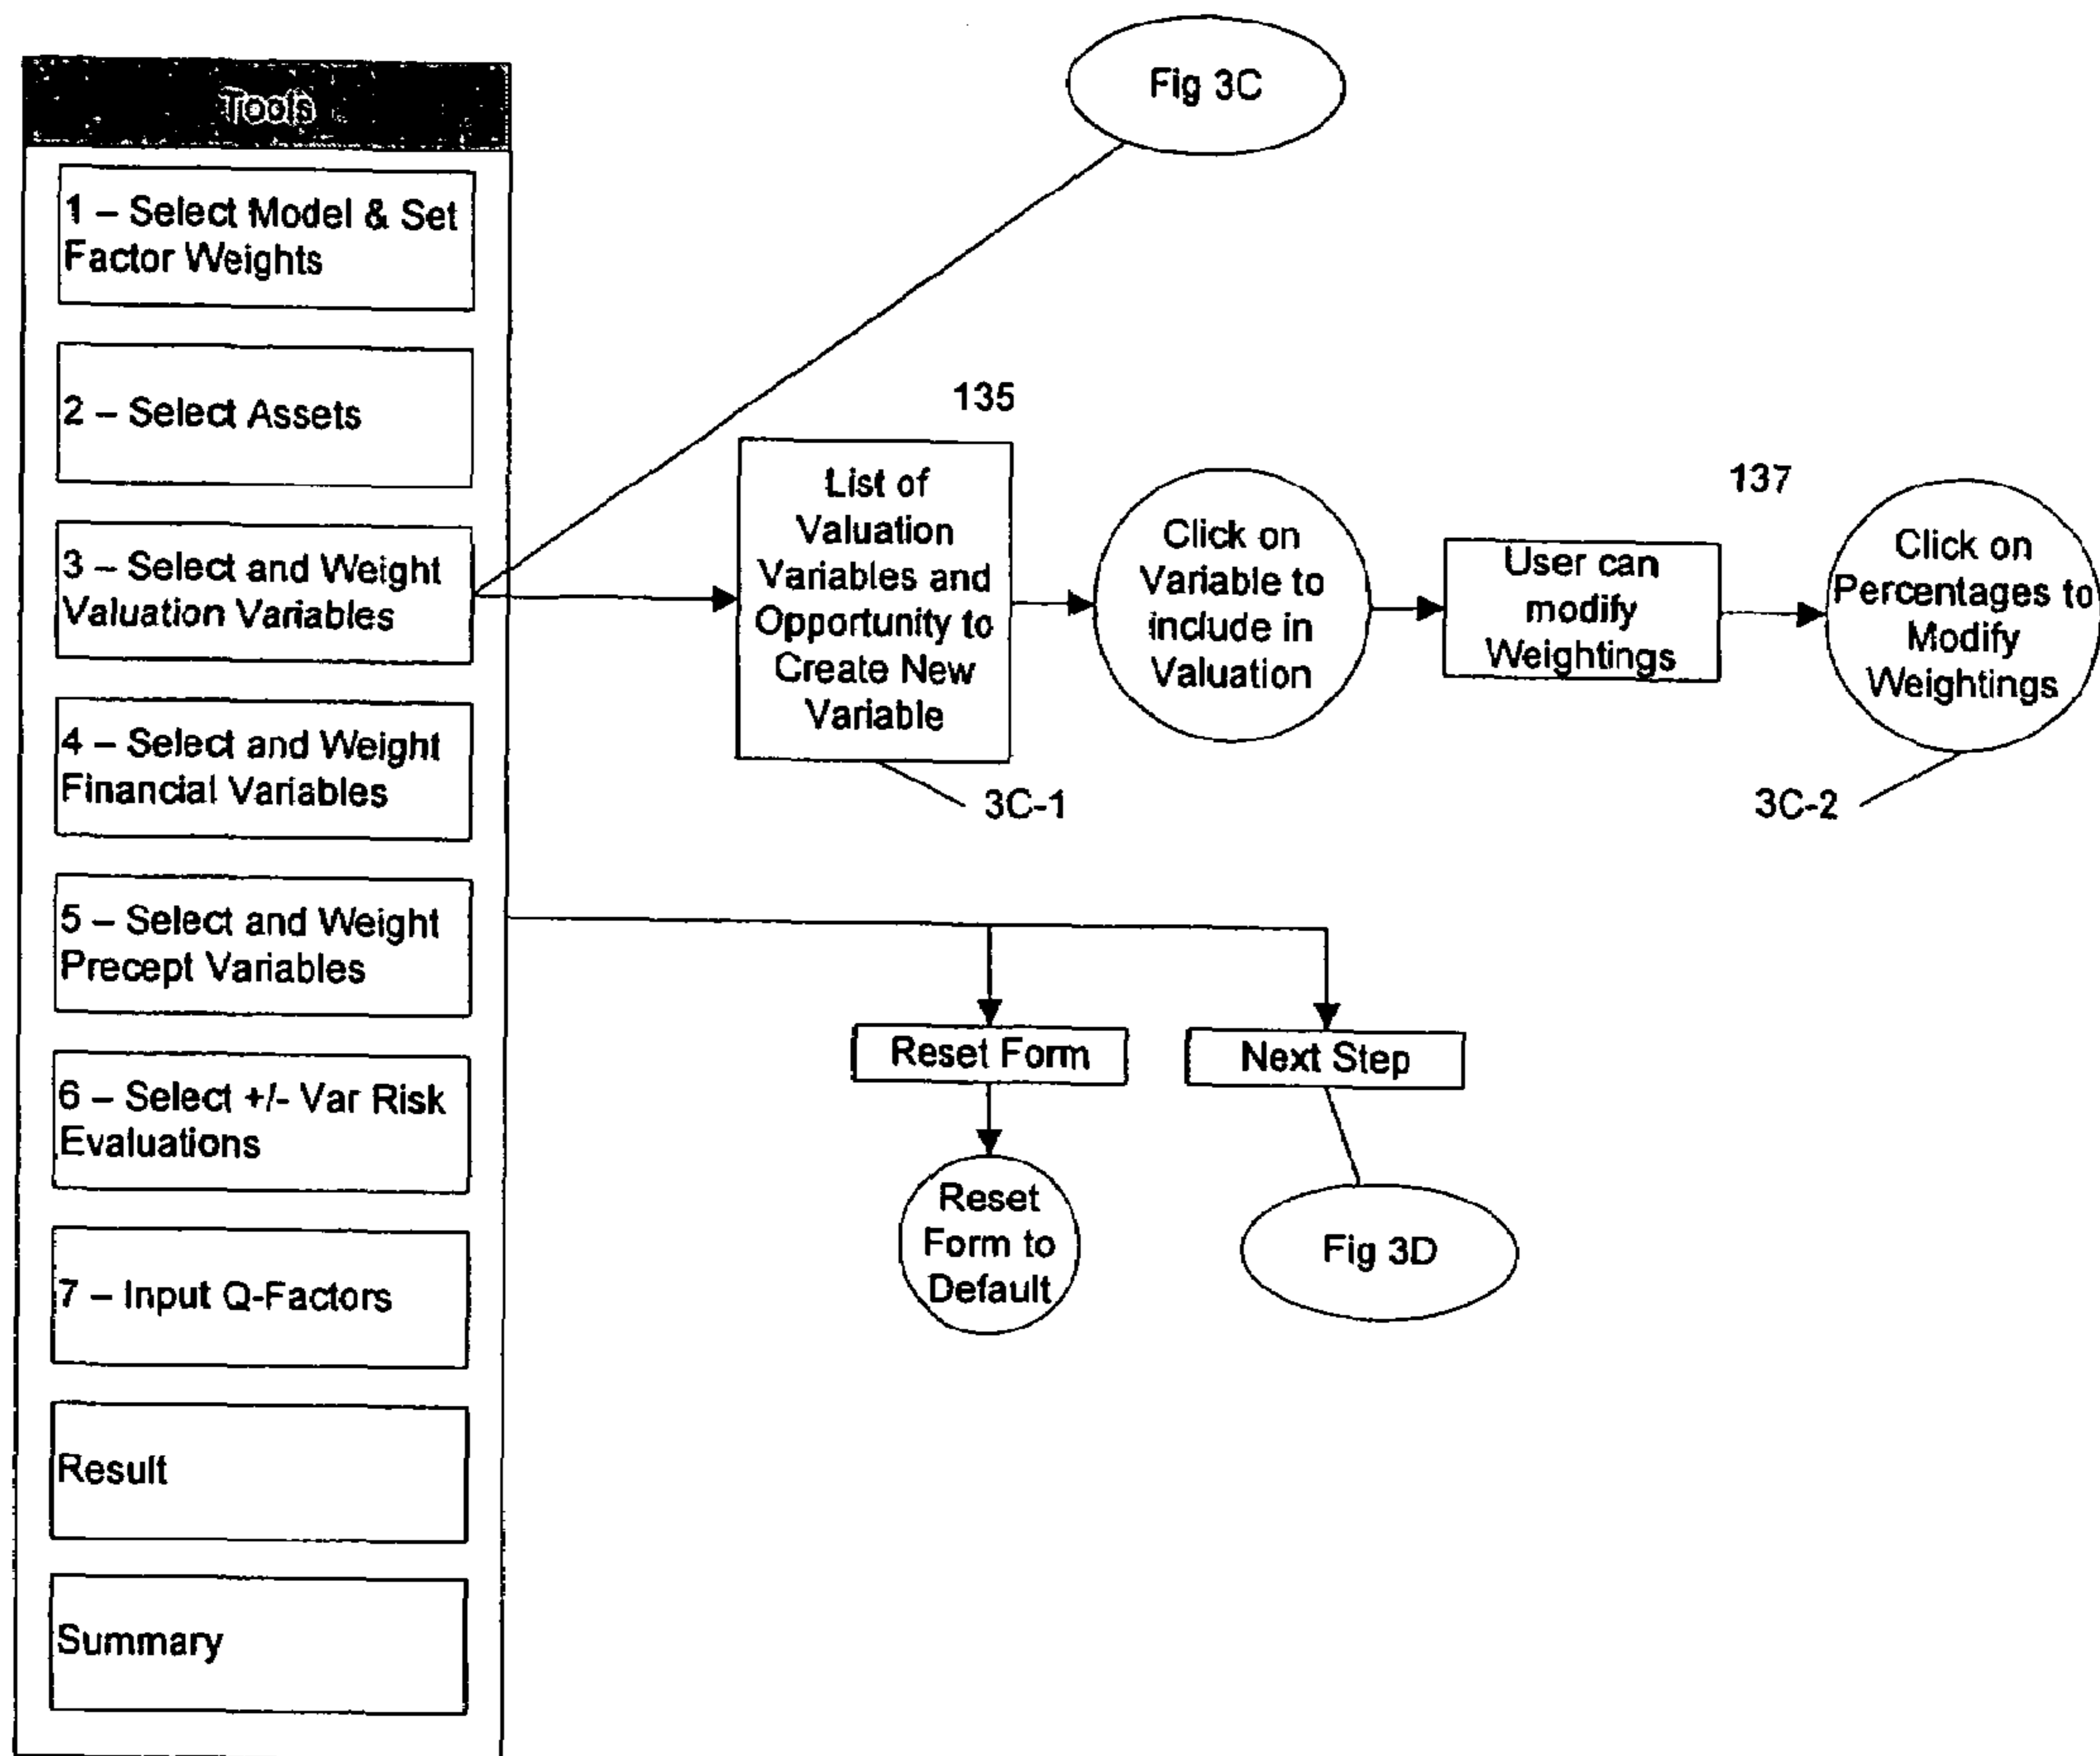 Tools
1 – Select Model & Set
Factor Weights
2 – Select Assets
3 – Select and Weight
Valuation Variables
4 – Select and Weight
Financial Variables
5 – Select and Weight
Precept Variables
6 – Select +/- Var Risk
Evaluations
7 – Input Q-Factors
Result
Summary
Fig 3C
135
List of
Valuation
Variables and
Opportunity to
Create New
Variable
3C-1
Click on
Variable to
include in
Valuation
User can
modify
Weightings
137
Click on
Percentages to
Modify
Weightings
3C-2
Reset Form
Next Step
Reset
Form to
Default
Fig 3D